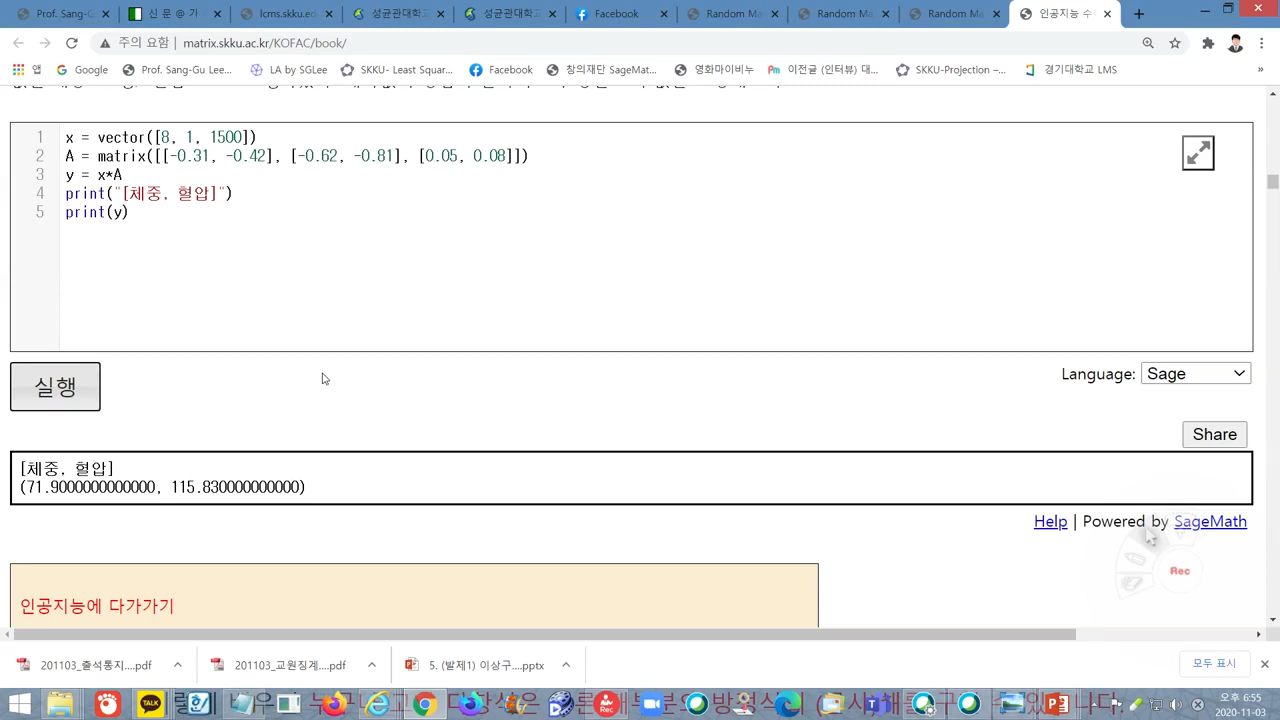 Prof. Sang-G
신 문 @ 가
lcms.skku.ed
성균관대학교
성균관대학교
Facebook
Random Ma
Random Ma
Random Ma
인공지능 수
주의 요함 | matrix.skku.ac.kr/KOFAC/book/
앱 Google Prof. Sang-Gu Lee... LA by SGLee SKKU- Least Squar... Facebook 창의재단 SageMat... 영화마이비누 이전글 (인터뷰) 대... SKKU-Projection –... 경기대학교 LMS »
1 x = vector([8, 1, 1500])
2 A = matrix([[-0.31, -0.42], [-0.62, -0.81], [0.05, 0.08]])
3 y = x*A
4 print("[체중, 혈압]")
5 print(y)
실행
Language: Sage
Share
[체중, 혈압]
(71.9000000000000, 115.830000000000)
Help | Powered by SageMath
Rec
인공지능에 다가가기
201103_출석통지....pdf
201103_교원징계....pdf
5. (발제1) 이상구....pptx
모두 표시
TALK
Rec
오후 6:55
2020-11-03